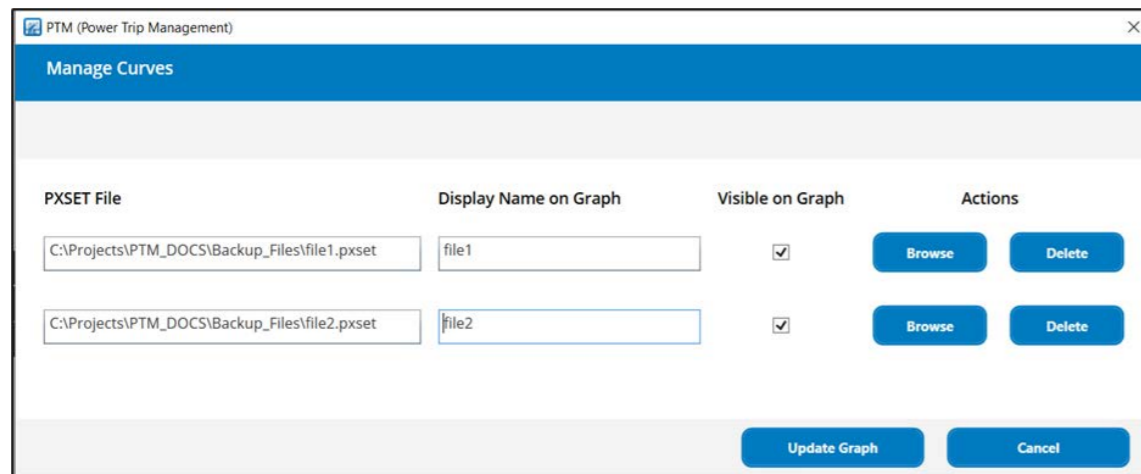 PTM (Power Trip Management)
Manage Curves
PXSET File Display Name on Graph Visible on Graph Actions
C:\Projects\PTM_DOCS\Backup_Files\file1.pxset file1 Browse Delete
C:\Projects\PTM_DOCS\Backup_Files\file2.pxset file2 Browse Delete
Update Graph Cancel